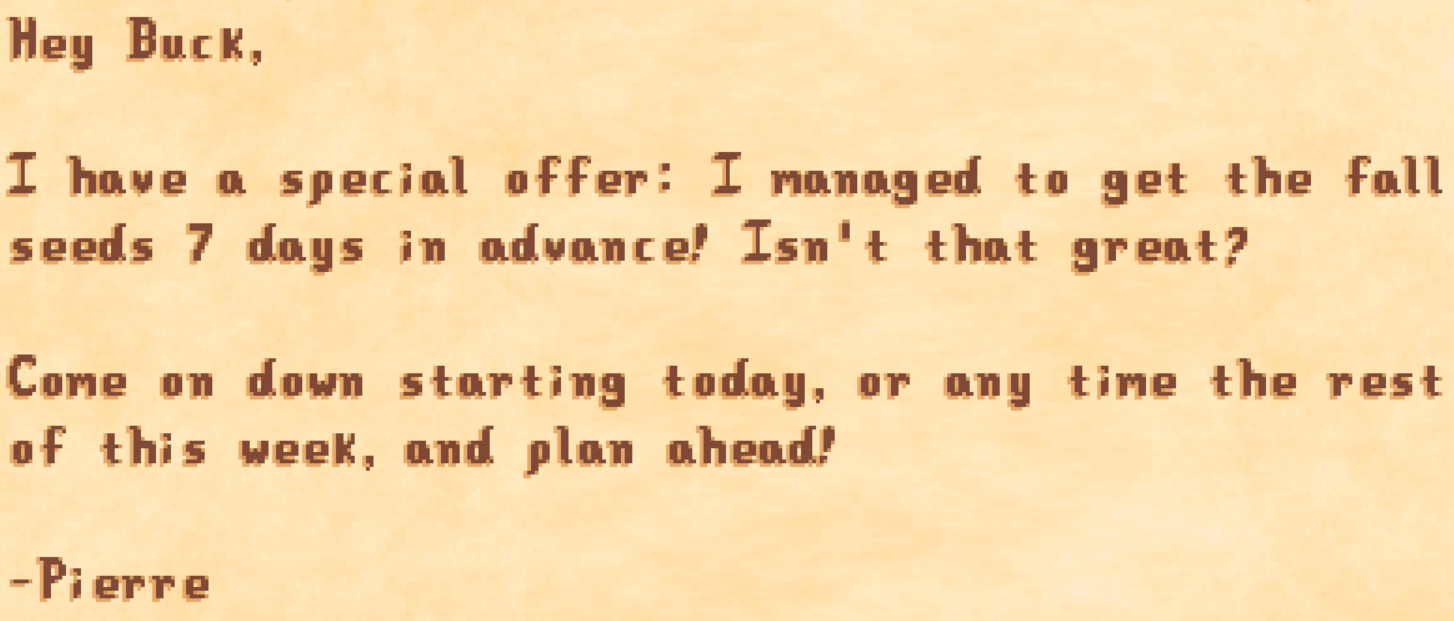 Hey Buck,
I have a special offer: I managed to get the fall
seeds 7 days in advance! Isn't that great?
Come on down starting today, or any time the rest
of this week, and plan ahead!
-Pierre